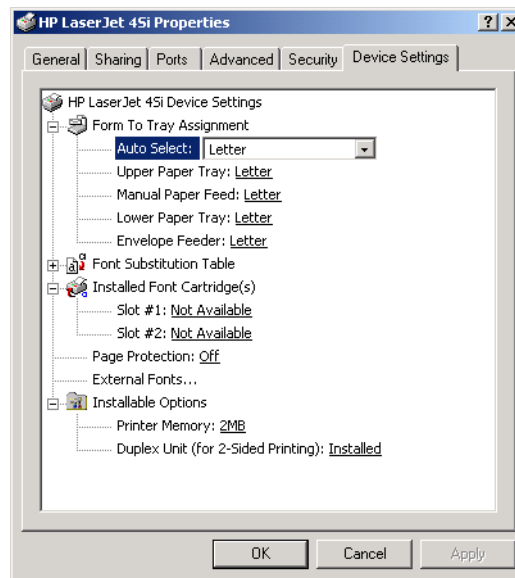 HP LaserJet 4Si Properties
General Sharing Ports Advanced Security Device Settings
HP LaserJet 4Si Device Settings
Form To Tray Assignment
Auto Select: Letter
Upper Paper Tray: Letter
Manual Paper Feed: Letter
Lower Paper Tray: Letter
Envelope Feeder: Letter
Font Substitution Table
Installed Font Cartridge(s)
Slot #1: Not Available
Slot #2: Not Available
Page Protection: Off
External Fonts...
Installable Options
Printer Memory: 2MB
Duplex Unit (for 2-Sided Printing): Installed
OK Cancel Apply